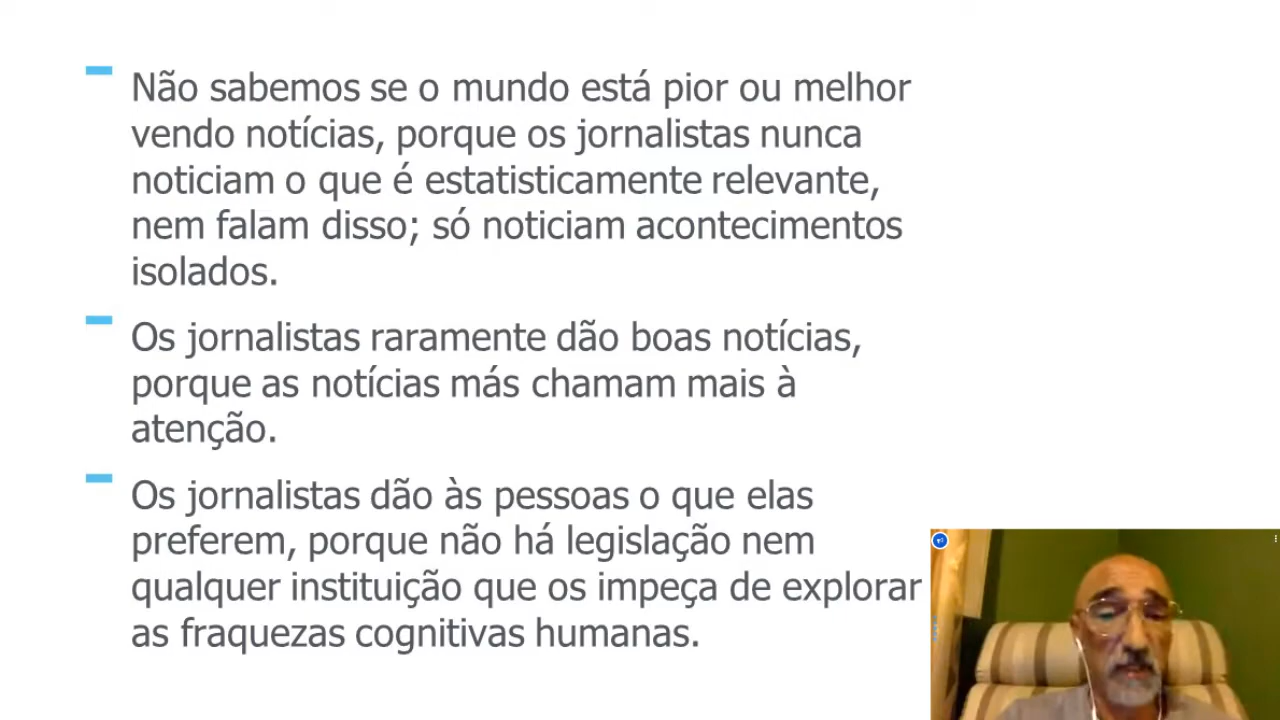 Não sabemos se o mundo está pior ou melhor
vendo notícias, porque os jornalistas nunca
noticiam o que é estatisticamente relevante,
nem falam disso; só noticiam acontecimentos
isolados.
Os jornalistas raramente dão boas notícias,
porque as notícias más chamam mais à
atenção.
Os jornalistas dão às pessoas o que elas
preferem, porque não há legislação nem
qualquer instituição que os impeça de explorar
as fraquezas cognitivas humanas.